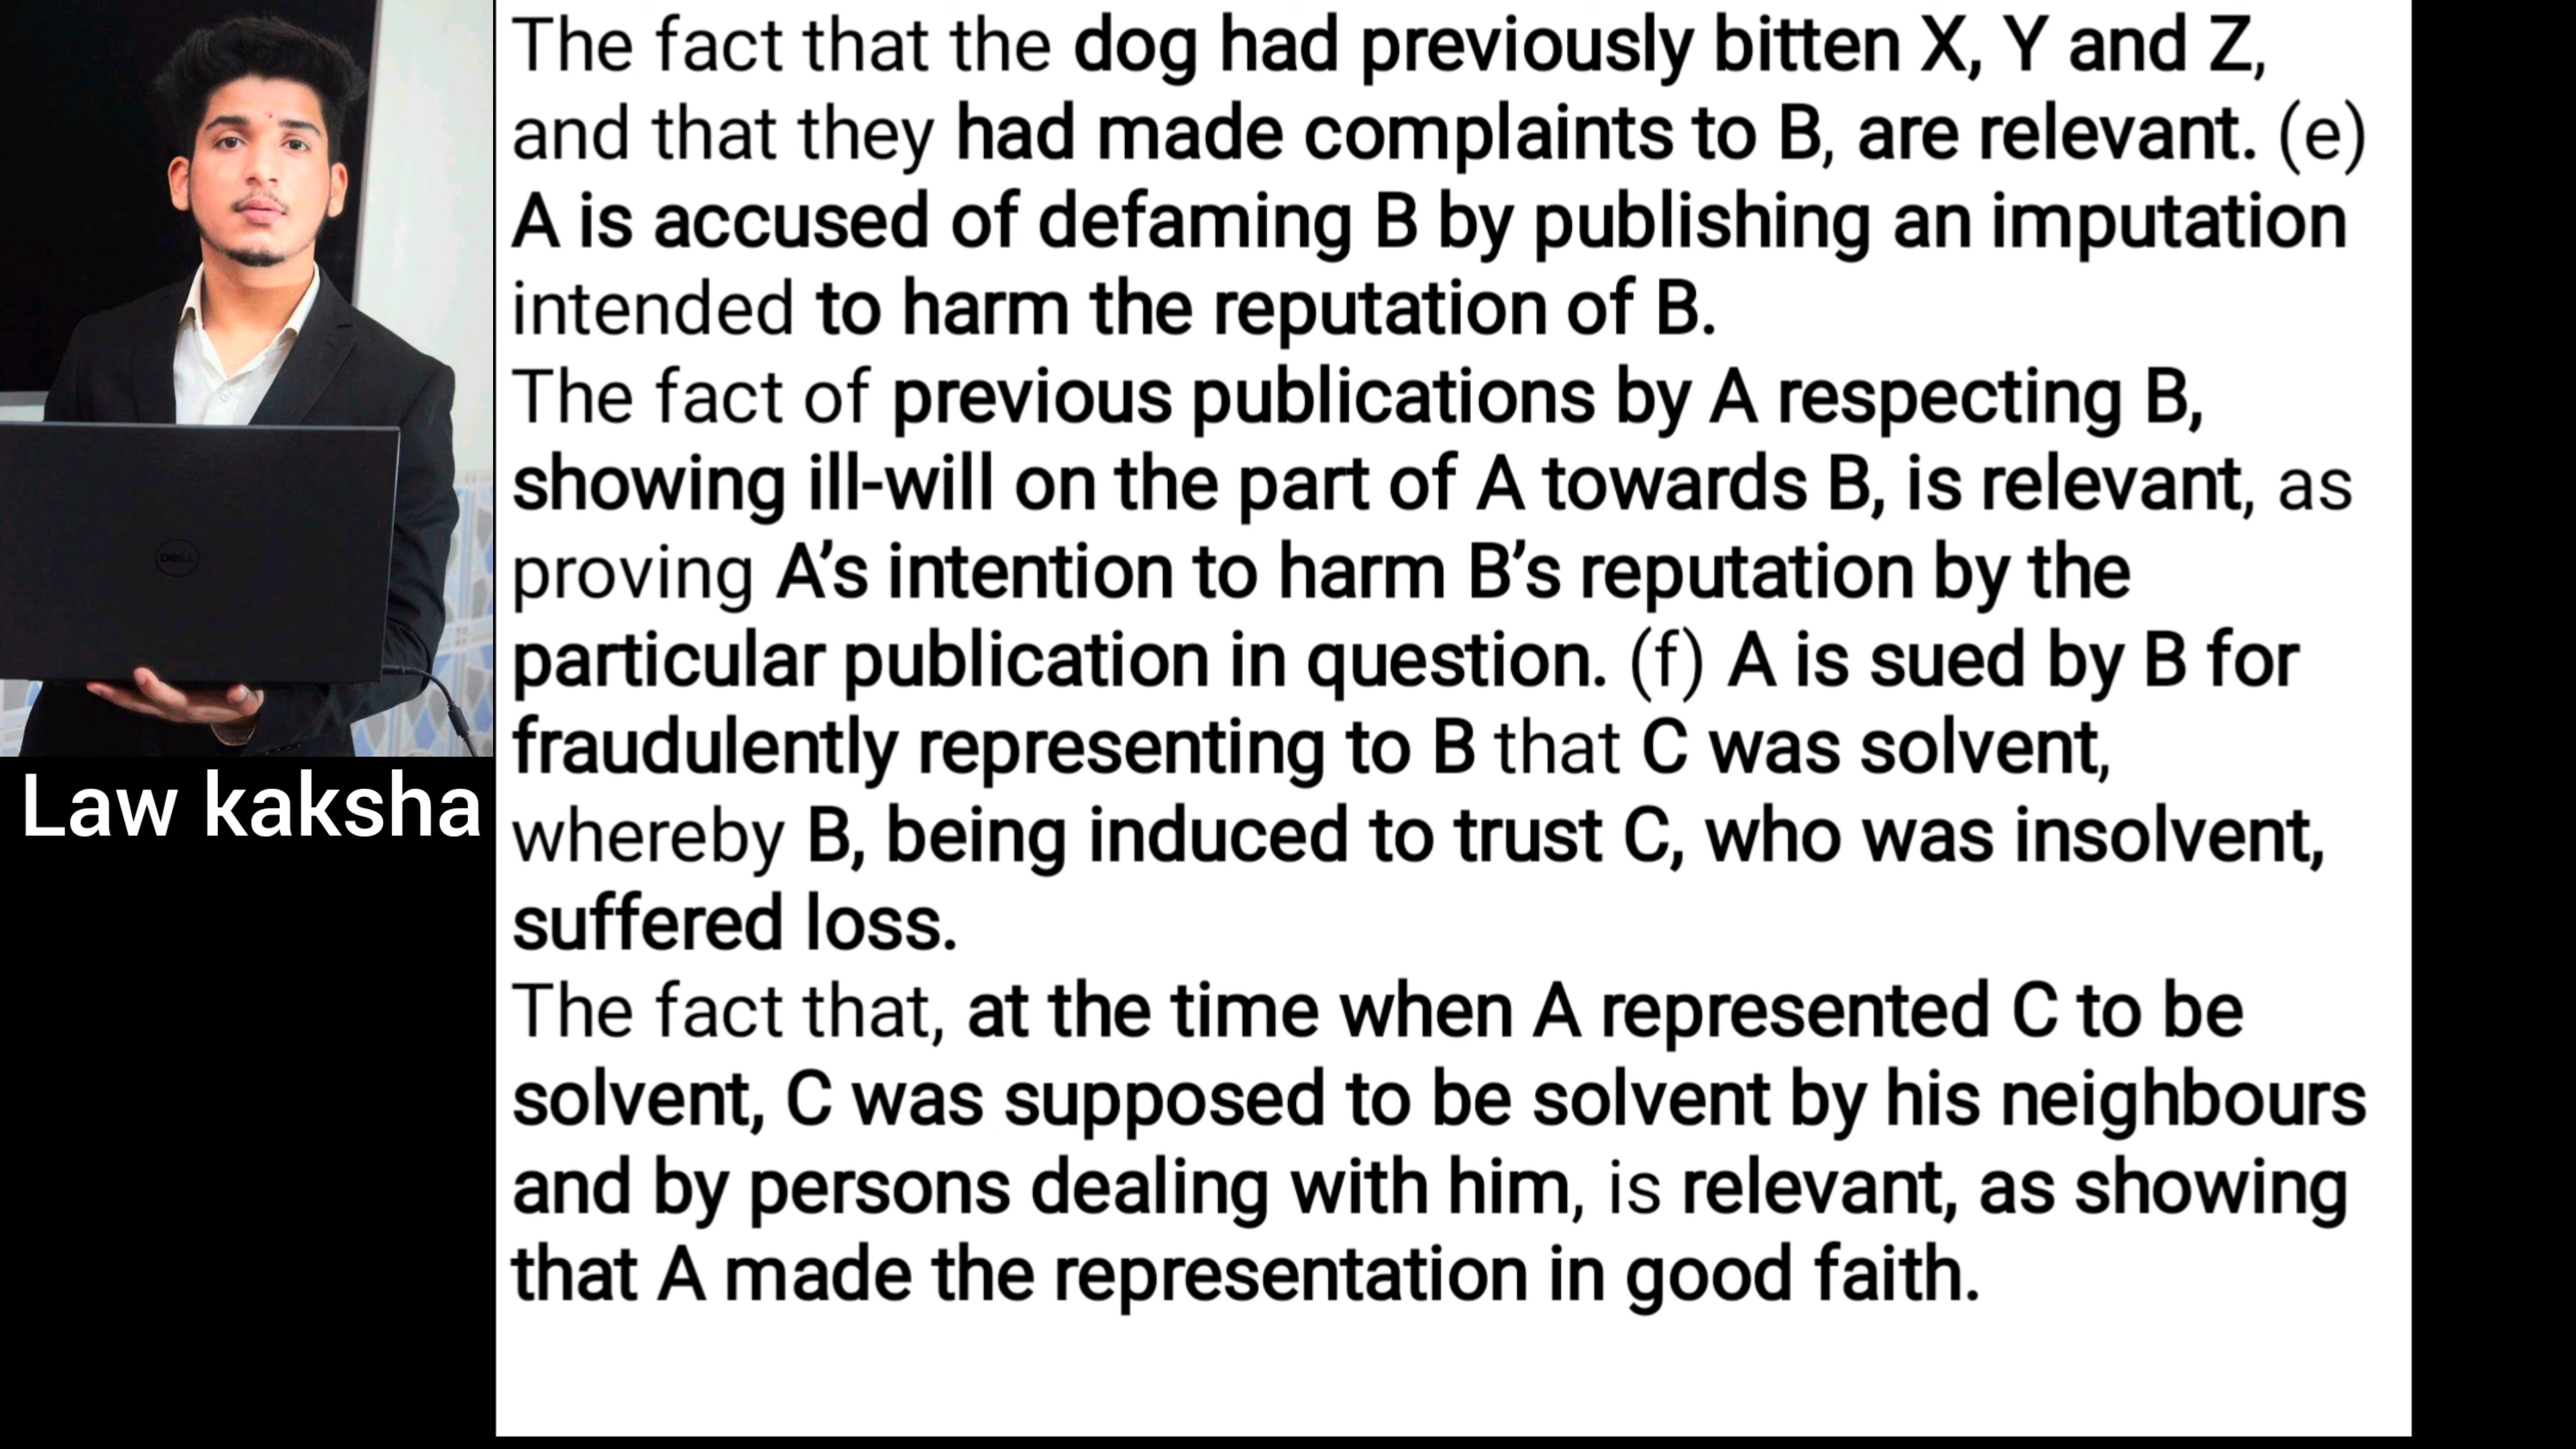 The fact that the dog had previously bitten X, Y and Z,
and that they had made complaints to B, are relevant. (e)
A is accused of defaming B by publishing an imputation
intended to harm the reputation of B.
The fact of previous publications by A respecting B,
showing ill-will on the part of A towards B, is relevant, as
proving A’s intention to harm B’s reputation by the
particular publication in question. (f) A is sued by B for
fraudulently representing to B that C was solvent,
whereby B, being induced to trust C, who was insolvent,
suffered loss.
The fact that, at the time when A represented C to be
solvent, C was supposed to be solvent by his neighbours
and by persons dealing with him, is relevant, as showing
that A made the representation in good faith.
DELL
Law kaksha